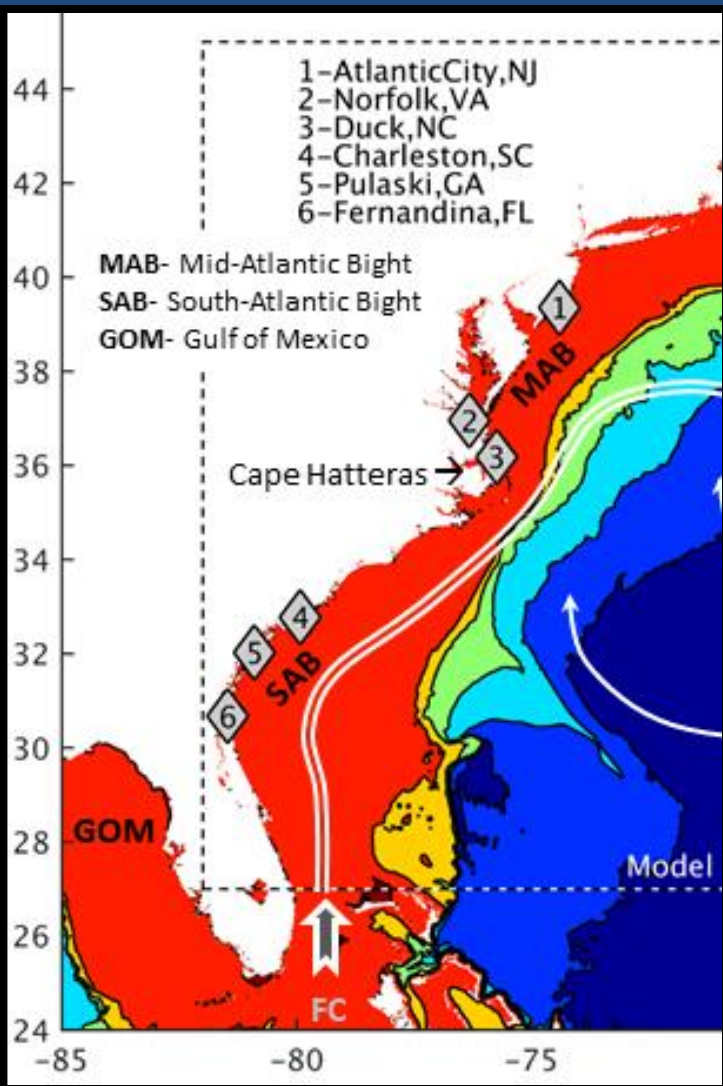 1-AtlanticCity,NJ
2-Norfolk,VA
3-Duck,NC
4-Charleston,SC
5-Pulaski,GA
6-Fernandina,FL
MAB- Mid-Atlantic Bight
SAB- South-Atlantic Bight
GOM- Gulf of Mexico
44
42
40
38
36
34
32
30
28
26
24
1
MAB
2
3
Cape Hatteras →
4
5
SAB
6
GOM
Model
FC
-85
-80
-75